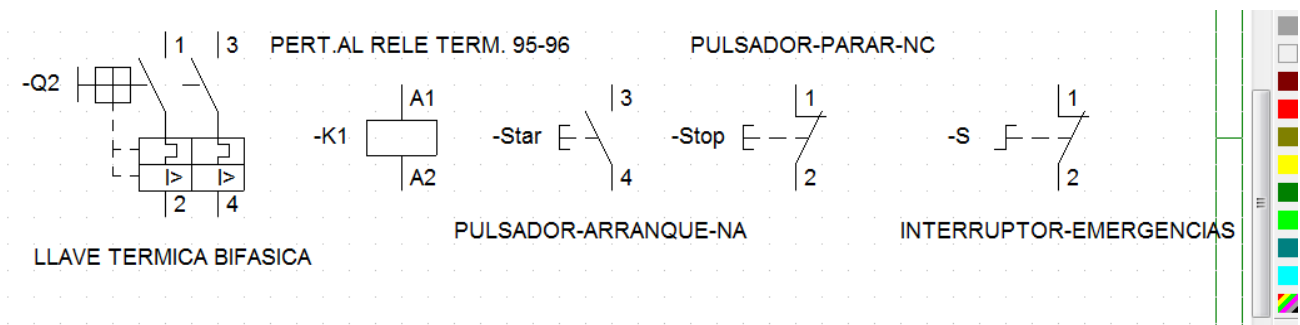 1 3 PERT.AL RELE TERM. 95-96 PULSADOR-PARAR-NC
-Q2
A1 3 1 1
-K1 -Star -Stop -S
I> I> A2 4 2 2
2 4
PULSADOR-ARRANQUE-NA INTERRUPTOR-EMERGENCIAS
LLAVE TERMICA BIFASICA